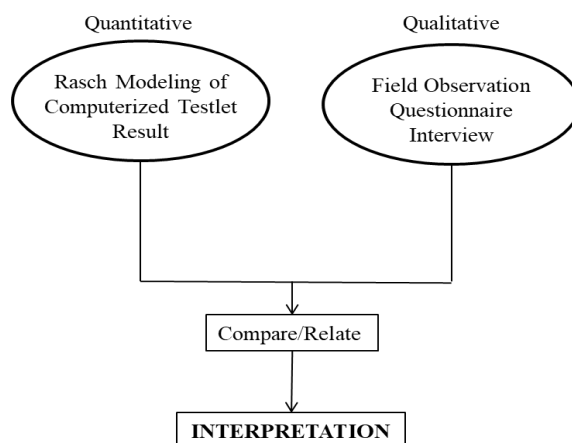 Quantitative
Rasch Modeling of
Computerized Testlet
Result
Qualitative
Field Observation
Questionnaire
Interview
Compare/Relate
INTERPRETATION